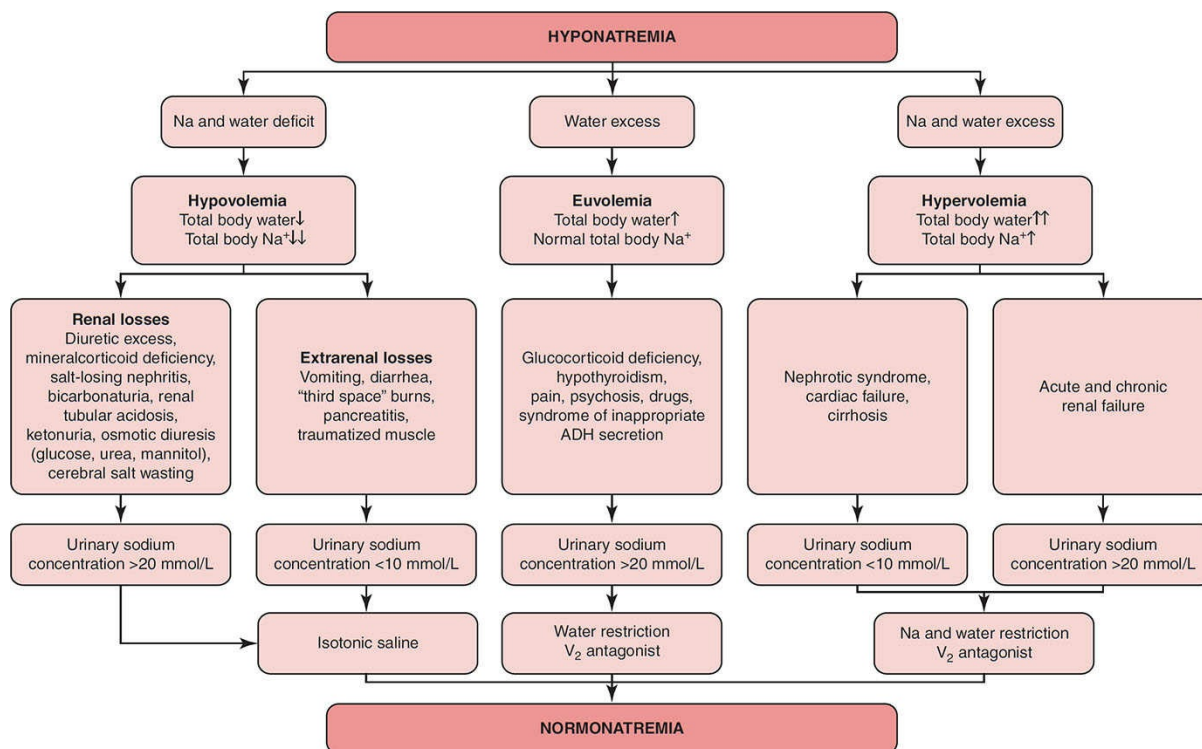 HYPONATREMIA
Na and water deficit
Water excess
Na and water excess
Hypovolemia
Total body water↓
Total body Na⁺↓↓
Euvolemia
Total body water↑
Normal total body Na⁺
Hypervolemia
Total body water↑↑
Total body Na⁺↑
Renal losses
Diuretic excess,
mineralcorticoid deficiency,
salt-losing nephritis,
bicarbonaturia, renal
tubular acidosis,
ketonuria, osmotic diuresis
(glucose, urea, mannitol),
cerebral salt wasting
Extrarenal losses
Vomiting, diarrhea,
“third space” burns,
pancreatitis,
traumatized muscle
Glucocorticoid deficiency,
hypothyroidism,
pain, psychosis, drugs,
syndrome of inappropriate
ADH secretion
Nephrotic syndrome,
cardiac failure,
cirrhosis
Acute and chronic
renal failure
Urinary sodium
concentration >20 mmol/L
Urinary sodium
concentration <10 mmol/L
Urinary sodium
concentration >20 mmol/L
Urinary sodium
concentration <10 mmol/L
Urinary sodium
concentration >20 mmol/L
Isotonic saline
Water restriction
V₂ antagonist
Na and water restriction
V₂ antagonist
NORMONATREMIA